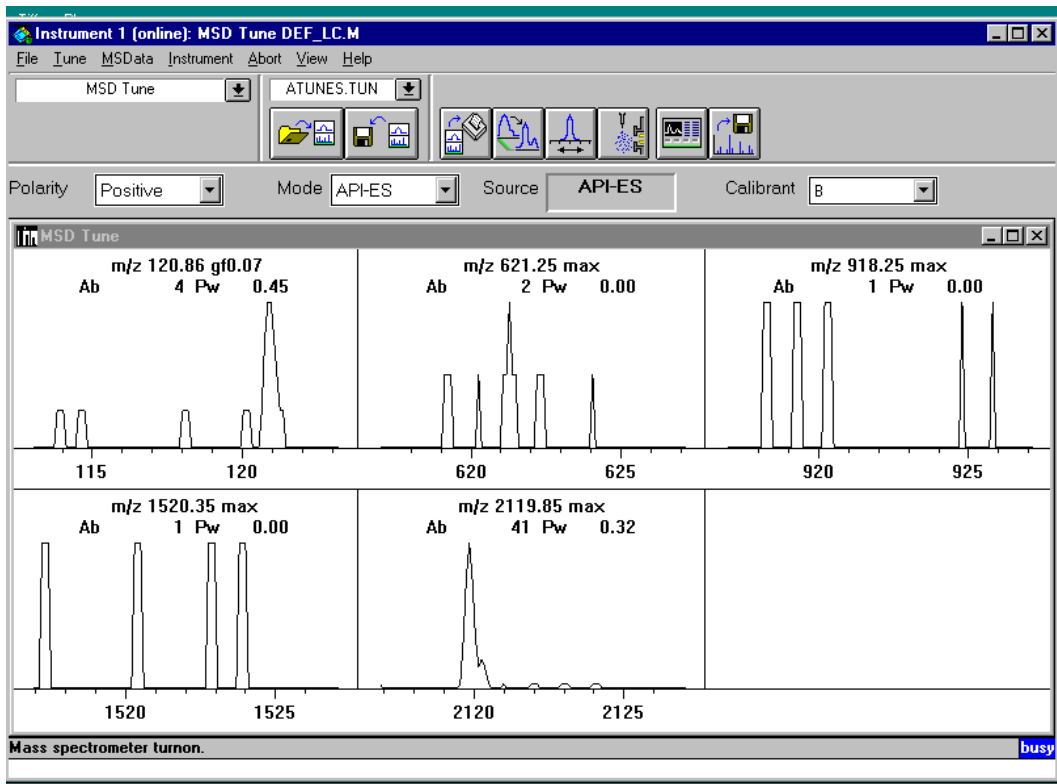 Instrument 1 (online): MSD Tune DEF_LC.M
File Tune MSData Instrument Abort View Help
MSD Tune ATUNES.TUN
Polarity Positive Mode API-ES Source API-ES Calibrant B
MSD Tune
m/z 120.86 gf0.07 m/z 621.25 max m/z 918.25 max
Ab 4 Pw 0.45 Ab 2 Pw 0.00 Ab 1 Pw 0.00
115 120 620 625 920 925
m/z 1520.35 max m/z 2119.85 max
Ab 1 Pw 0.00 Ab 41 Pw 0.32
1520 1525 2120 2125
Mass spectrometer turnon. busy